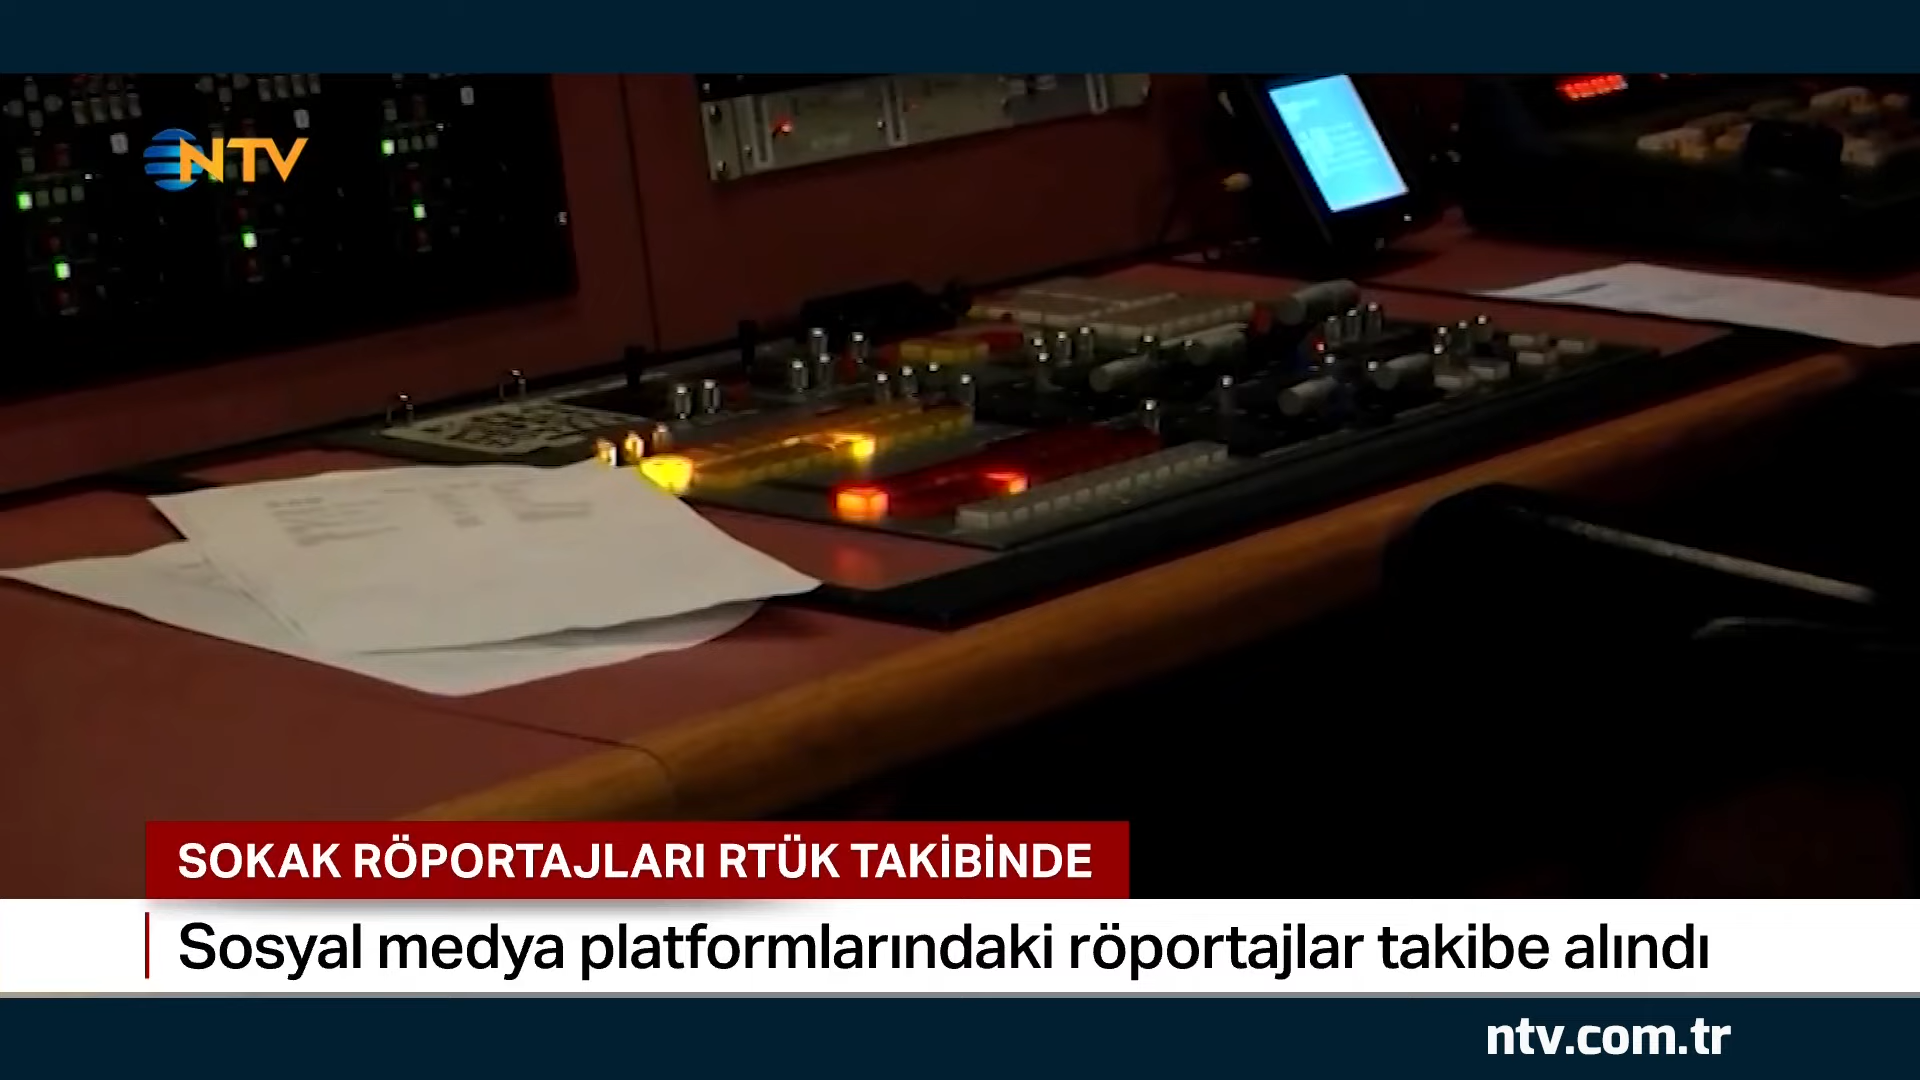 NTV
SOKAK RÖPORTAJLARI RTÜK TAKİBİNDE
Sosyal medya platformlarındaki röportajlar takibe alındı
ntv.com.tr